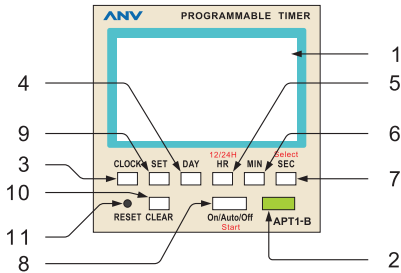 ANV PROGRAMMABLE TIMER
1
4
5
9
6
12/24H Select
3 CLOCK SET DAY HR MIN SEC
7
10
RESET CLEAR On/Auto/Off APT1-B
11
Start
8
2